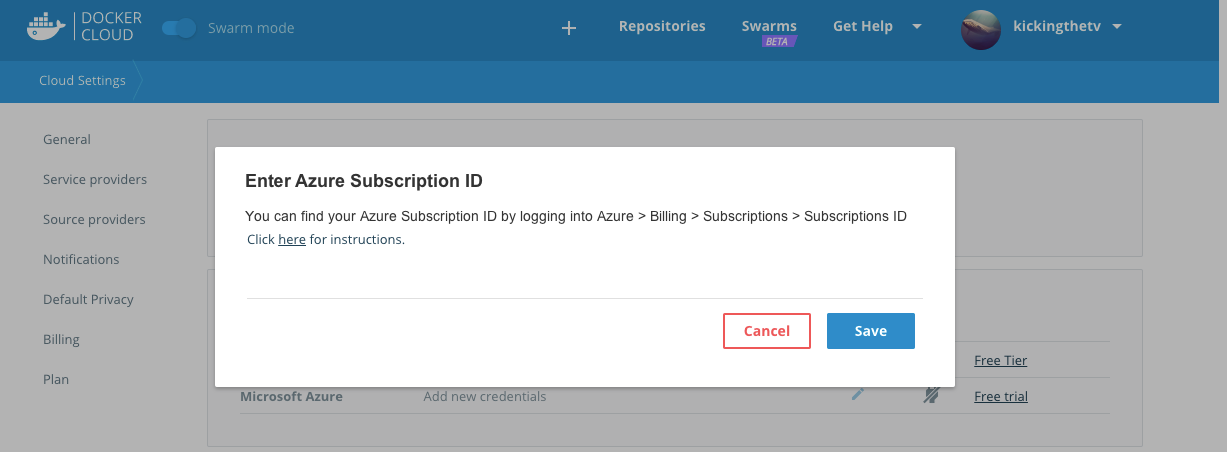 DOCKER
CLOUD
Swarm mode
+
Repositories
Swarms
BETA
Get Help
kickingthetv
Cloud Settings
General
Service providers
Source providers
Notifications
Default Privacy
Billing
Plan
Enter Azure Subscription ID
You can find your Azure Subscription ID by logging into Azure > Billing > Subscriptions > Subscriptions ID
Click here for instructions.
Cancel
Save
Free Tier
Microsoft Azure
Add new credentials
Free trial